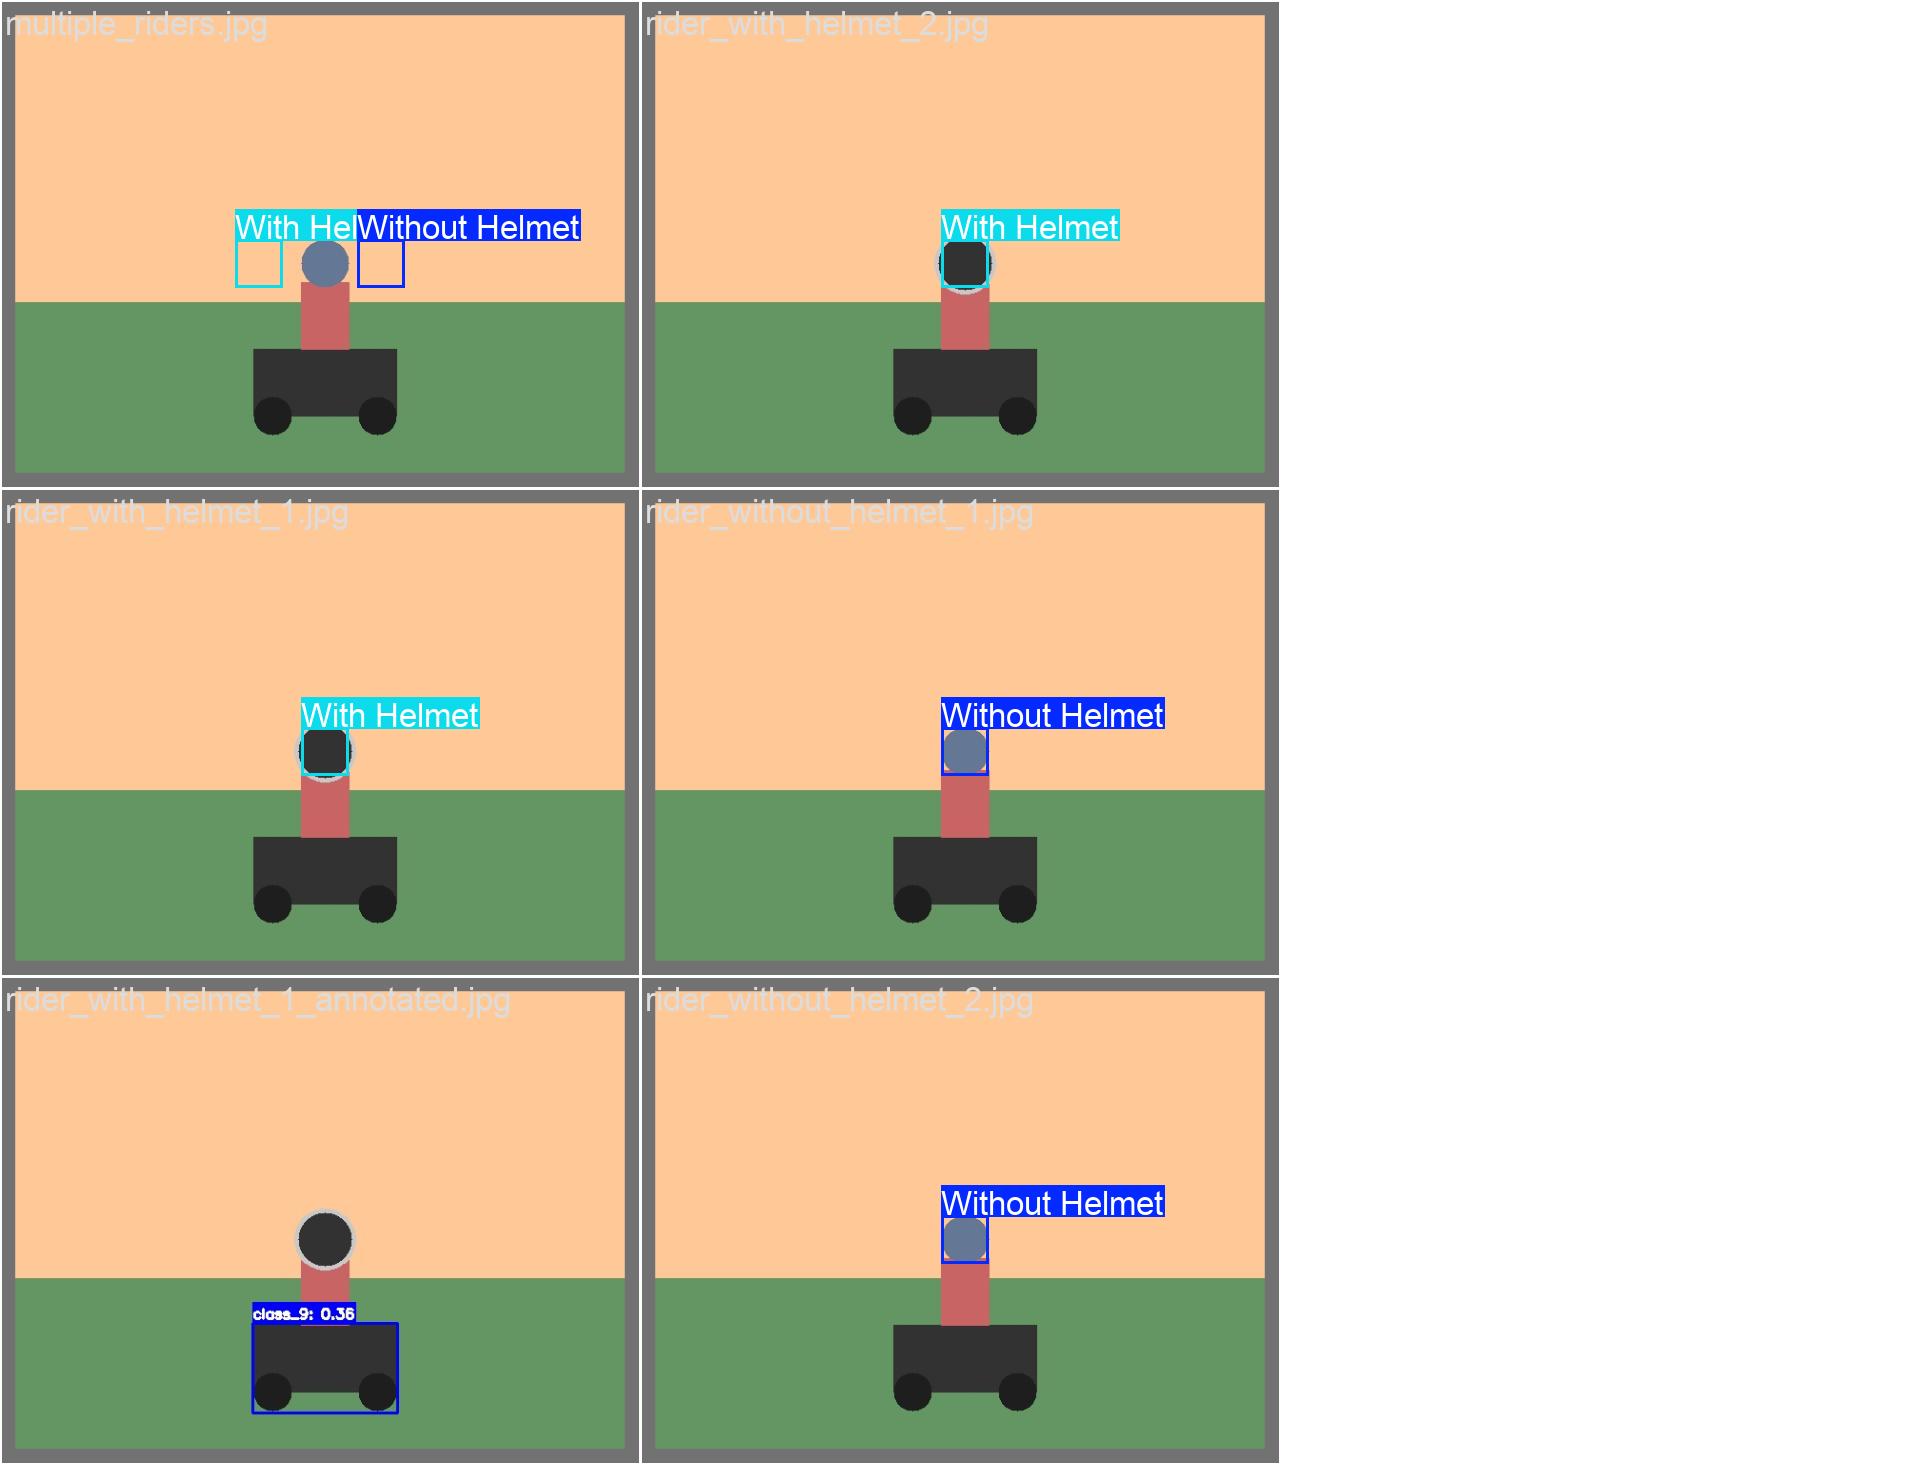 multiple_riders.jpg
With Hel
Without Helmet
rider_with_helmet_2.jpg
With Helmet
rider_with_helmet_1.jpg
With Helmet
rider_without_helmet_1.jpg
Without Helmet
rider_with_helmet_1_annotated.jpg
class_9: 0.36
rider_without_helmet_2.jpg
Without Helmet